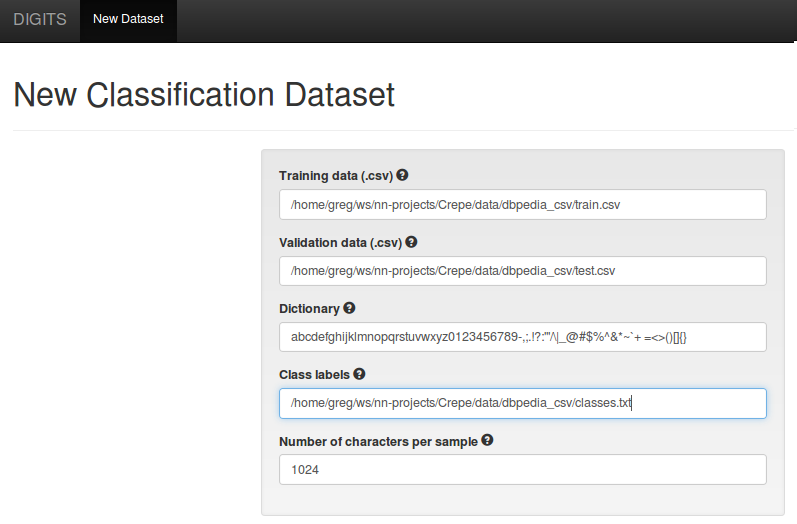 DIGITS New Dataset
New Classification Dataset
Training data (.csv)
/home/greg/ws/nn-projects/Crepe/data/dbpedia_csv/train.csv
Validation data (.csv)
/home/greg/ws/nn-projects/Crepe/data/dbpedia_csv/test.csv
Dictionary
abcdefghijklmnopqrstuvwxyz0123456789-,;.!?:'"/\|_@#$%^&*~`+ =<>()[]{}
Class labels
/home/greg/ws/nn-projects/Crepe/data/dbpedia_csv/classes.txt
Number of characters per sample
1024